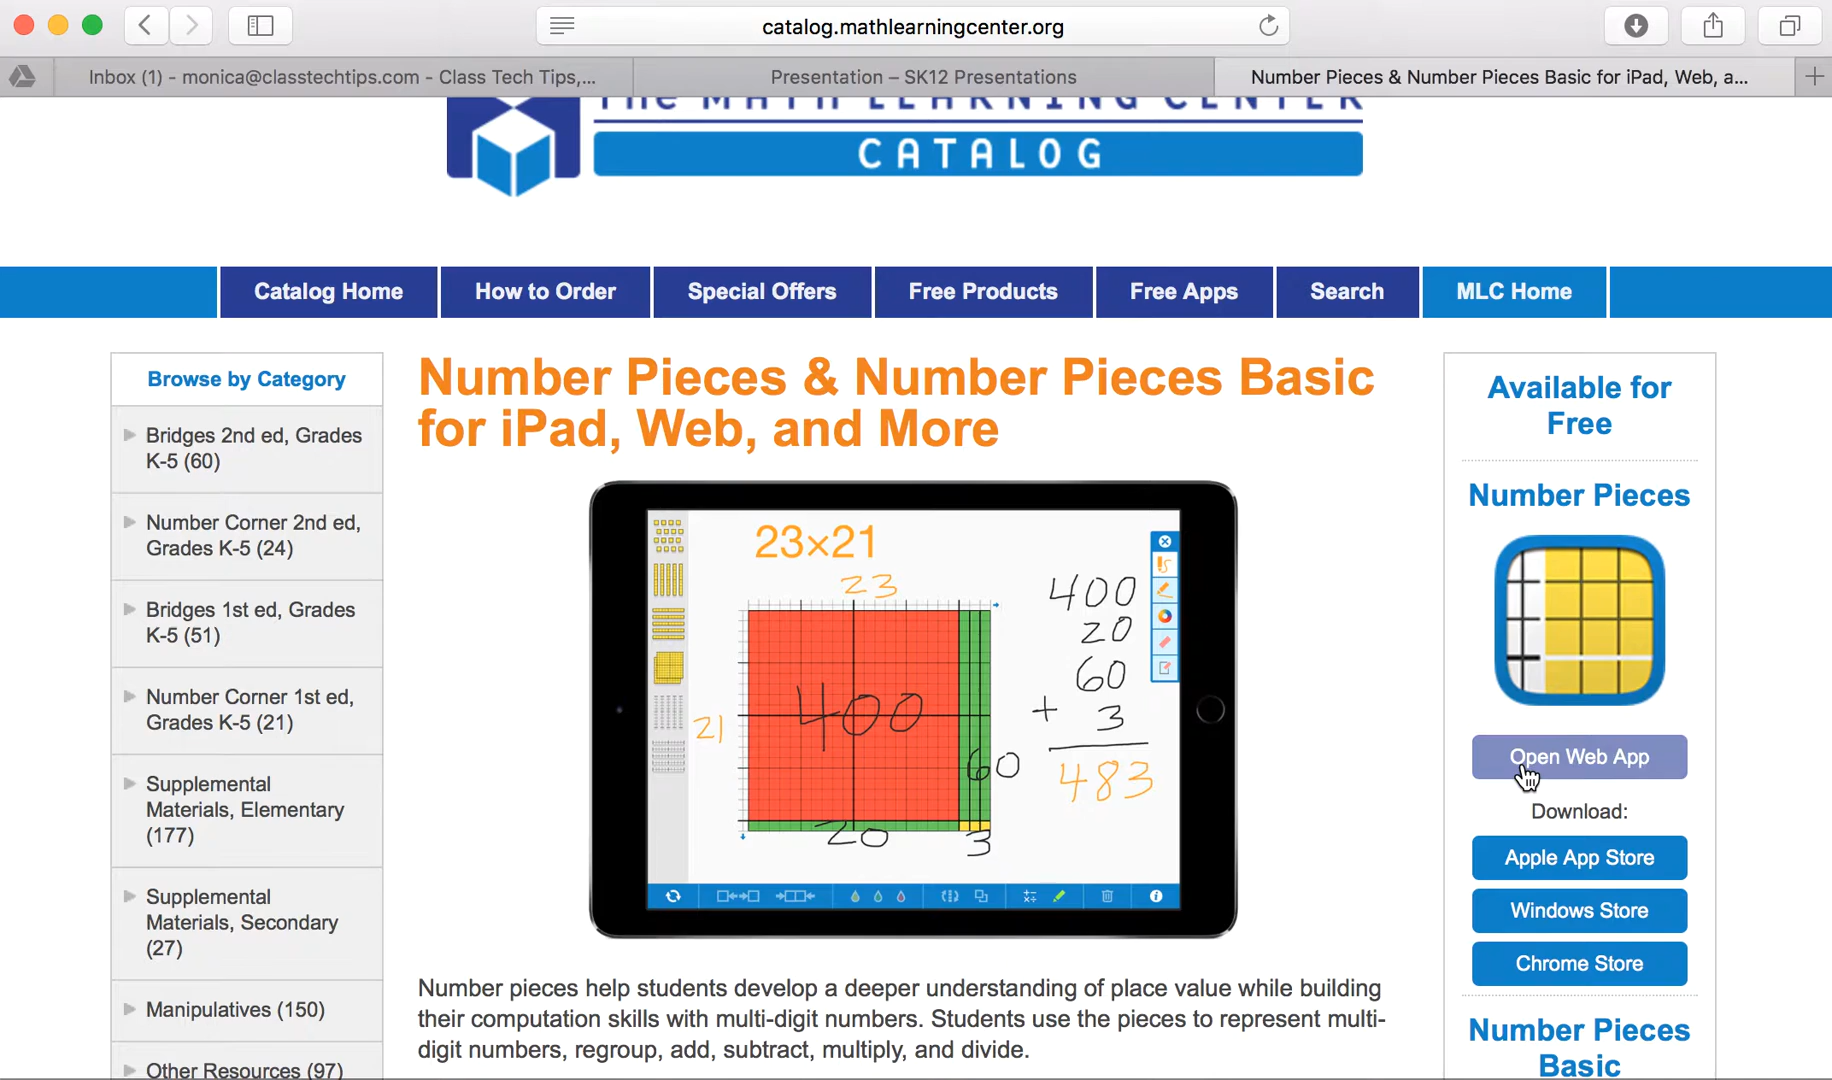 catalog.mathlearningcenter.org
Inbox (1) - monica@classtechtips.com - Class Tech Tips,...
Presentation – SK12 Presentations
Number Pieces & Number Pieces Basic for iPad, Web, a...
THE MATH LEARNING CENTER
CATALOG
Catalog Home
How to Order
Special Offers
Free Products
Free Apps
Search
MLC Home
Browse by Category
Bridges 2nd ed, Grades
K-5 (60)
Number Corner 2nd ed,
Grades K-5 (24)
Bridges 1st ed, Grades
K-5 (51)
Number Corner 1st ed,
Grades K-5 (21)
Supplemental
Materials, Elementary
(177)
Supplemental
Materials, Secondary
(27)
Manipulatives (150)
Other Resources (97)
Number Pieces & Number Pieces Basic
for iPad, Web, and More
23×21
23
21
400
60
20
3
400
20
60
+ 3
483
Number pieces help students develop a deeper understanding of place value while building
their computation skills with multi-digit numbers. Students use the pieces to represent multi-
digit numbers, regroup, add, subtract, multiply, and divide.
Available for
Free
Number Pieces
Open Web App
Download:
Apple App Store
Windows Store
Chrome Store
Number Pieces
Basic